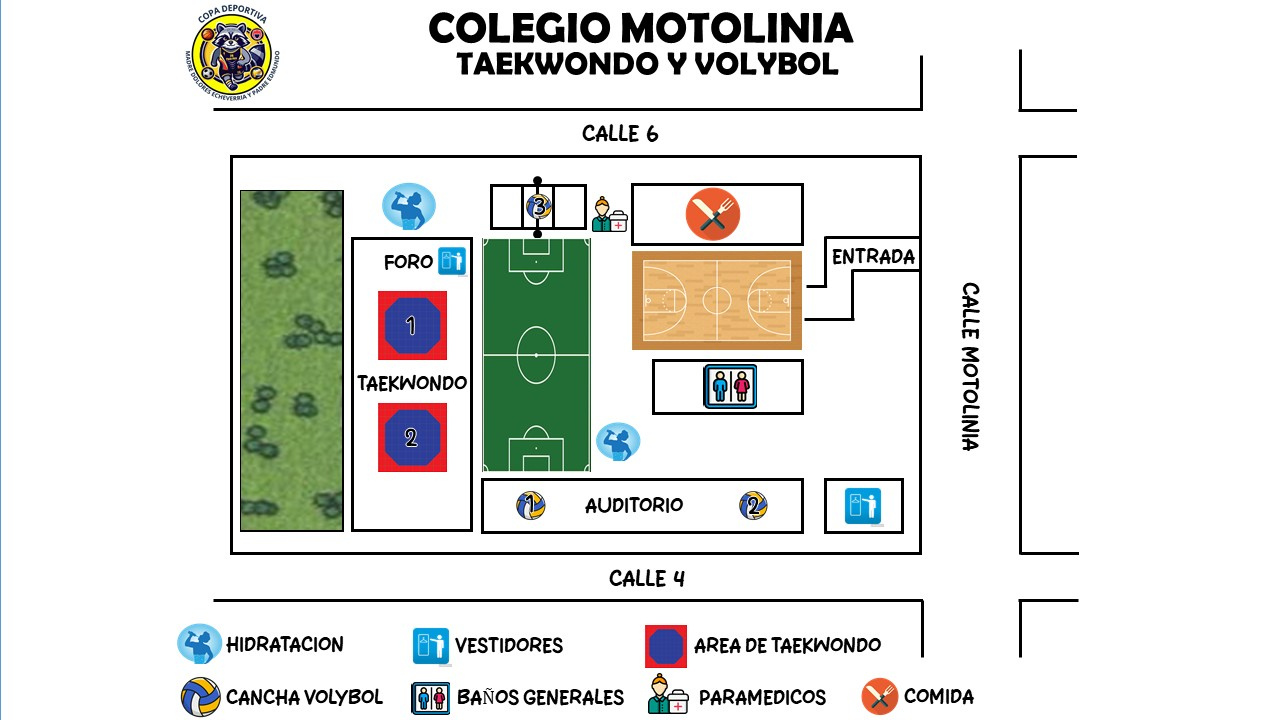 COPA DEPORTIVA
MADRE DOLORES ECHEVERRIA Y PADRE EDMUNDO
COLEGIO MOTOLINIA
TAEKWONDO Y VOLYBOL
CALLE 6
3
ENTRADA
FORO
1
TAEKWONDO
2
CALLE MOTOLINIA
1 AUDITORIO 2
CALLE 4
HIDRATACION VESTIDORES AREA DE TAEKWONDO
CANCHA VOLYBOL BAÑOS GENERALES PARAMEDICOS COMIDA